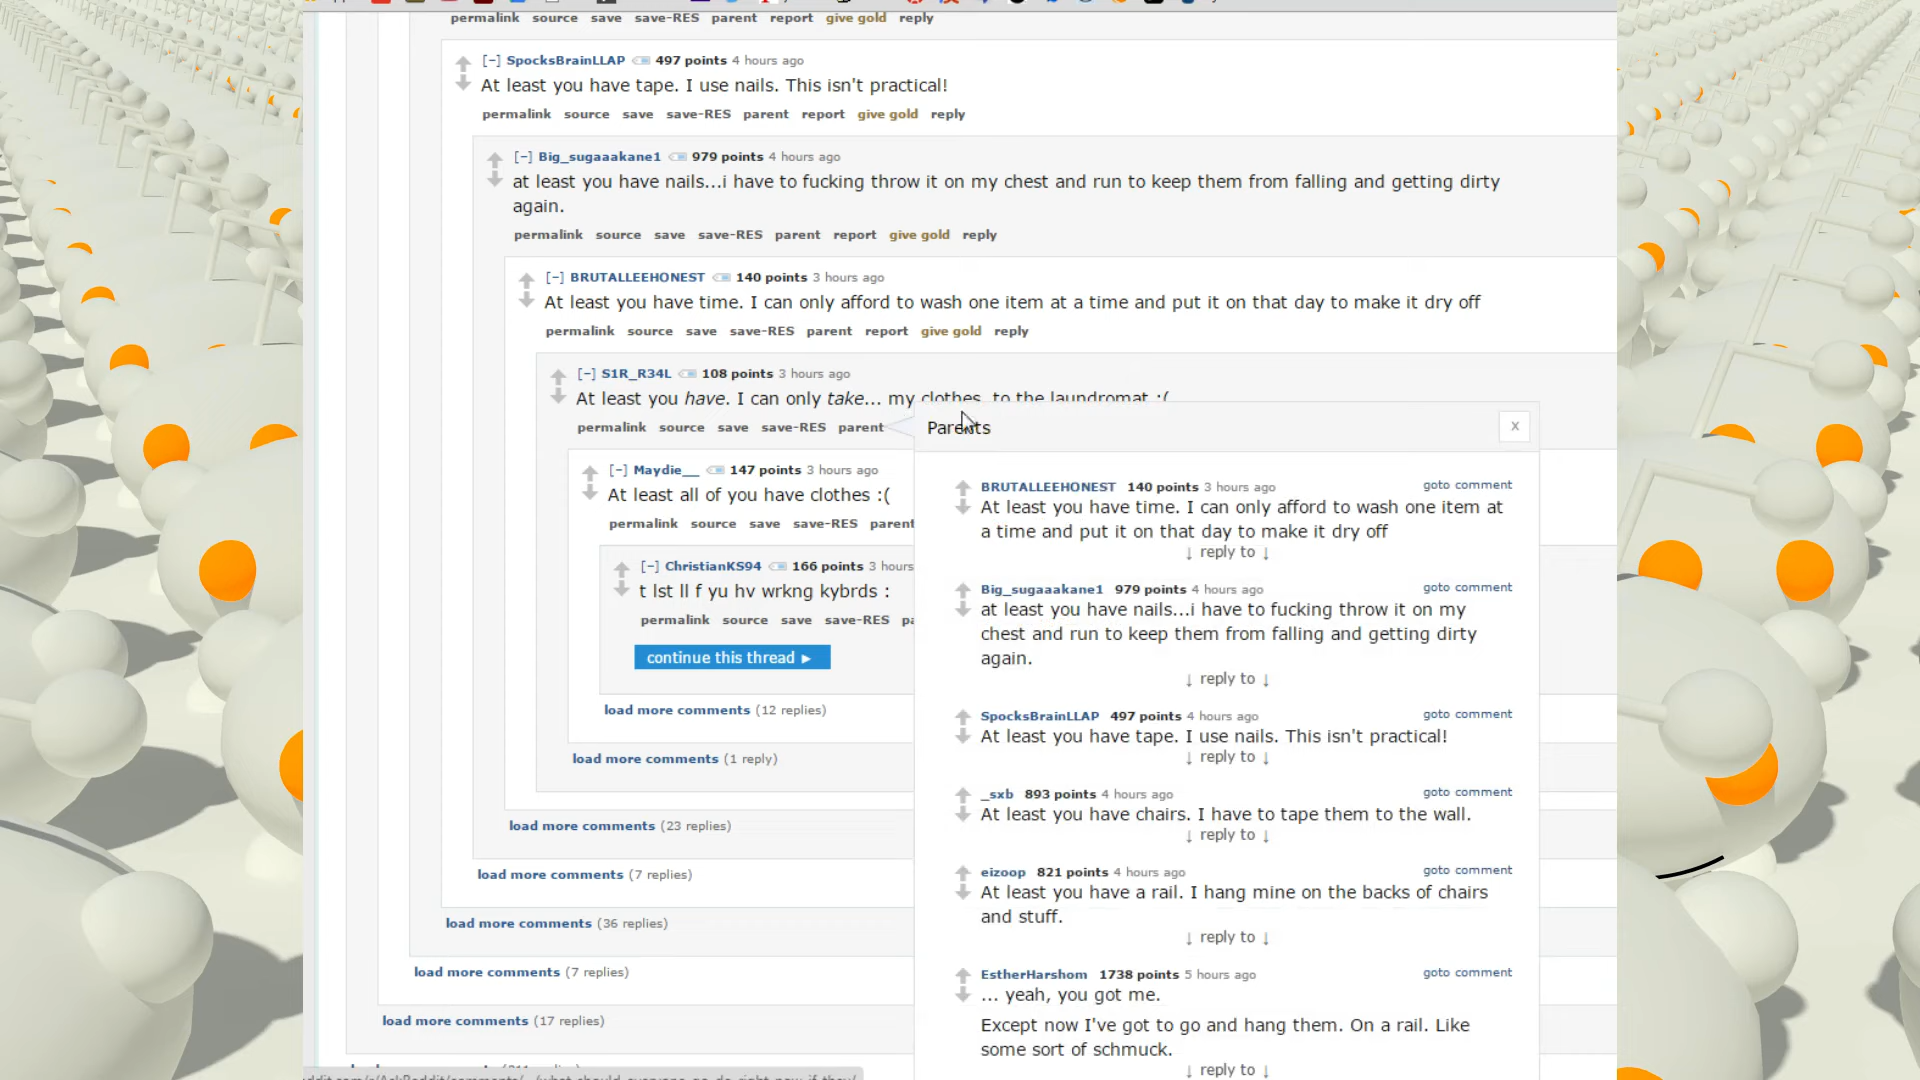 permalink source save save-RES parent report give gold reply
[-] SpocksBrainLLAP 497 points 4 hours ago
At least you have tape. I use nails. This isn't practical!
permalink source save save-RES parent report give gold reply
[-] Big_sugaaakane1 979 points 4 hours ago
at least you have nails...i have to fucking throw it on my chest and run to keep them from falling and getting dirty
again.
permalink source save save-RES parent report give gold reply
[-] BRUTALLEEHONEST 140 points 3 hours ago
At least you have time. I can only afford to wash one item at a time and put it on that day to make it dry off
permalink source save save-RES parent report give gold reply
[-] S1R_R34L 108 points 3 hours ago
At least you have. I can only take... my clothes, to the laundromat :(
permalink source save save-RES parent
[-] Maydie__ 147 points 3 hours ago
At least all of you have clothes :(
permalink source save save-RES parent
[-] ChristianKS94 166 points 3 hours
t lst ll f yu hv wrkng kybrds :
permalink source save save-RES pa
continue this thread ►
load more comments (12 replies)
load more comments (1 reply)
load more comments (23 replies)
load more comments (7 replies)
load more comments (36 replies)
load more comments (7 replies)
load more comments (17 replies)
Parents
X
BRUTALLEEHONEST 140 points 3 hours ago goto comment
At least you have time. I can only afford to wash one item at
a time and put it on that day to make it dry off
↓ reply to ↓
Big_sugaaakane1 979 points 4 hours ago goto comment
at least you have nails...i have to fucking throw it on my
chest and run to keep them from falling and getting dirty
again.
↓ reply to ↓
SpocksBrainLLAP 497 points 4 hours ago goto comment
At least you have tape. I use nails. This isn't practical!
↓ reply to ↓
_sxb 893 points 4 hours ago goto comment
At least you have chairs. I have to tape them to the wall.
↓ reply to ↓
eizoop 821 points 4 hours ago goto comment
At least you have a rail. I hang mine on the backs of chairs
and stuff.
↓ reply to ↓
EstherHarshom 1738 points 5 hours ago goto comment
... yeah, you got me.
Except now I've got to go and hang them. On a rail. Like
some sort of schmuck.
↓ reply to ↓